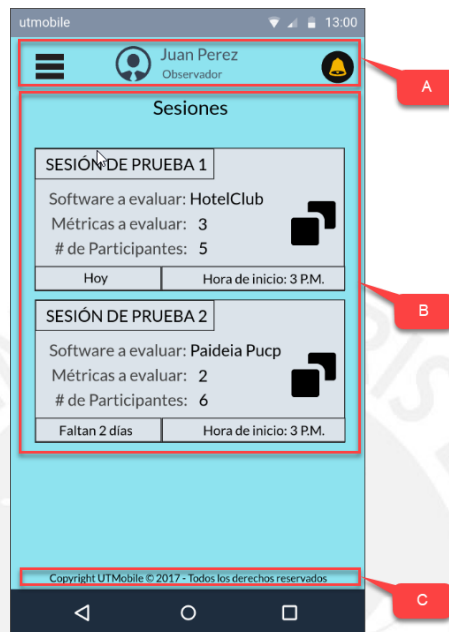 utmobile 13:00
Juan Perez
Observador
A
Sesiones
SESIÓN DE PRUEBA 1
Software a evaluar: HotelClub
Métricas a evaluar: 3
# de Participantes: 5
Hoy Hora de inicio: 3 P.M.
B
SESIÓN DE PRUEBA 2
Software a evaluar: Paideia Pucp
Métricas a evaluar: 2
# de Participantes: 6
Faltan 2 días Hora de inicio: 3 P.M.
Copyright UTMobile © 2017 - Todos los derechos reservados
C